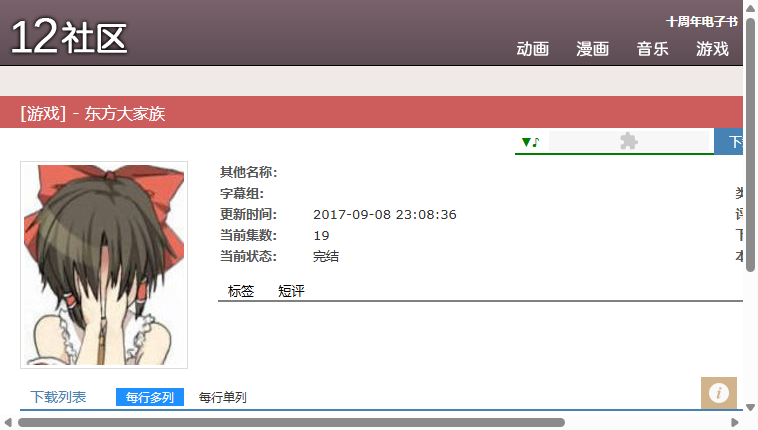 12社区
十周年电子书
动画 漫画 音乐 游戏
[游戏] - 东方大家族
▼♪
其他名称:
字幕组:
更新时间: 2017-09-08 23:08:36
当前集数: 19
当前状态: 完结
标签 短评
下载列表 每行多列 每行单列